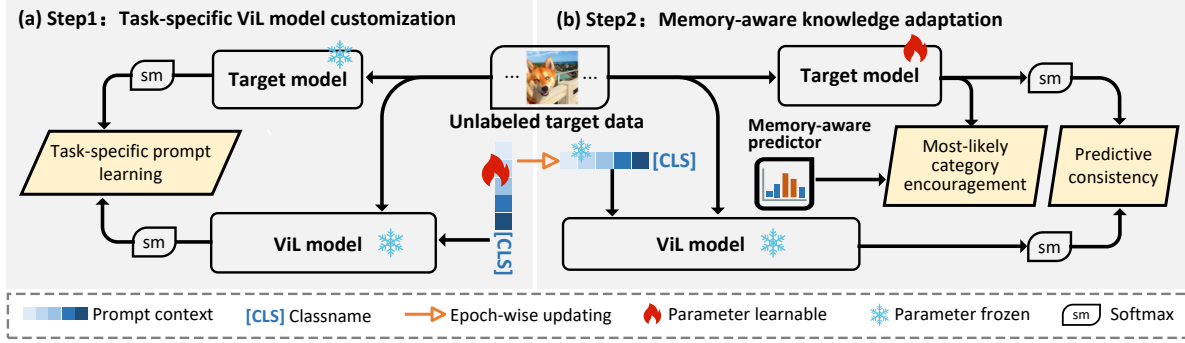 (a) Step1：Task-specific ViL model customization
sm
Target model
Task-specific prompt
learning
sm
ViL model
[CLS]
... ...
Unlabeled target data
[CLS]
(b) Step2：Memory-aware knowledge adaptation
Target model
sm
Memory-aware
predictor
Most-likely
category
encouragement
Predictive
consistency
ViL model
sm
Prompt context
[CLS] Classname
Epoch-wise updating
Parameter learnable
Parameter frozen
sm Softmax